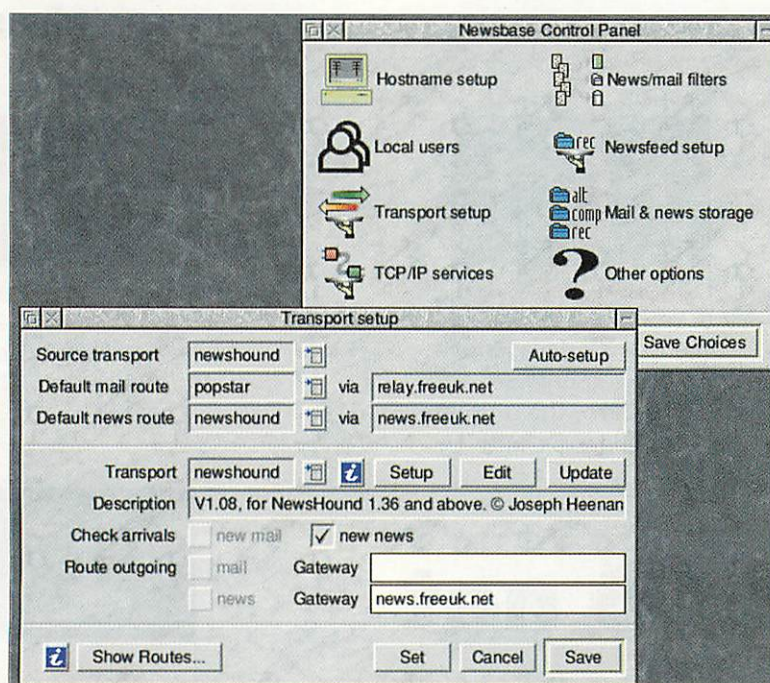 Newsbase Control Panel
Hostname setup
News/mail filters
Local users
rec
Newsfeed setup
Transport setup
alt
comp
rec
Mail & news storage
TCP/IP services
?
Other options
Save Choices
Transport setup
Source transport newshound Auto-setup
Default mail route popstar via relay.freeuk.net
Default news route newshound via news.freeuk.net
Transport newshound i Setup Edit Update
Description V1.08, for NewsHound 1.36 and above. © Joseph Heenan
Check arrivals new mail ✓ new news
Route outgoing mail Gateway
news Gateway news.freeuk.net
i Show Routes... Set Cancel Save